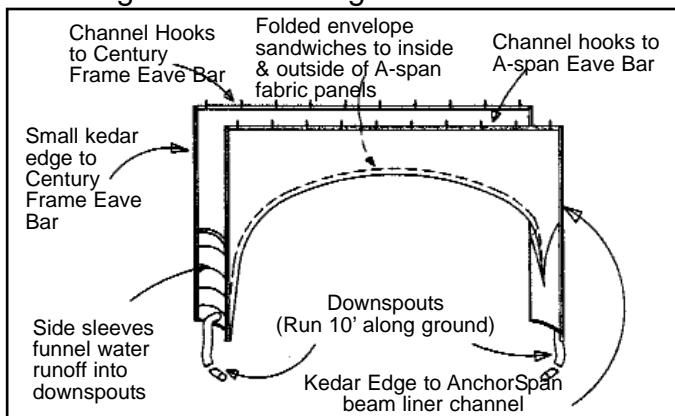 Channel Hooks
to Century
Frame Eave Bar
Folded envelope
sandwiches to inside
& outside of A-span
fabric panels
Channel hooks to
A-span Eave Bar
Small kedar
edge to
Century
Frame Eave
Bar
Side sleeves
funnel water
runoff into
downspouts
Downspouts
(Run 10' along ground)
Kedar Edge to AnchorSpan
beam liner channel